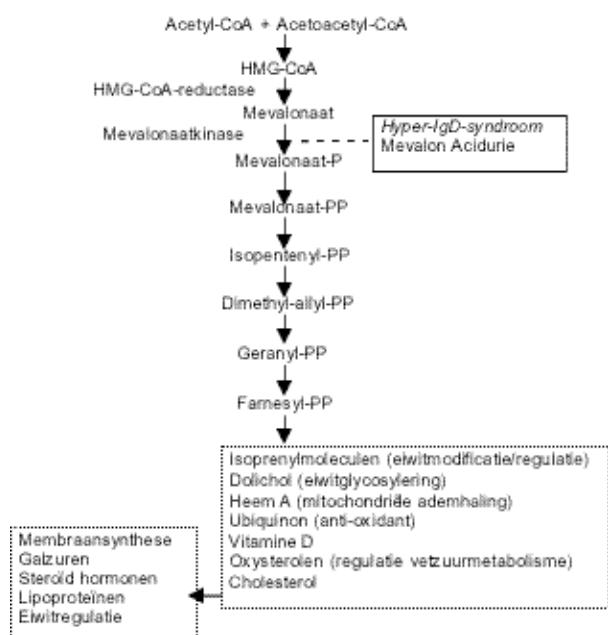 Acetyl-CoA + Acetoacetyl-CoA
HMG-CoA
HMG-CoA-reductase
Mevalonaat
Mevalonaatkinase
Hyper-IgD-syndroom
Mevalon Acidurie
Mevalonaat-P
Mevalonaat-PP
Isopentenyl-PP
Dimethyl-allyl-PP
Geranyl-PP
Farnesyl-PP
Isoprenylmoleculen (eiwitmodificatie/regulatie)
Dolichol (eiwitglycosylering)
Heem A (mitochondriële ademhaling)
Ubiquinon (anti-oxidant)
Vitamine D
Oxysterolen (regulatie vetzuurmetabolisme)
Cholesterol
Membraansynthese
Galzuren
Steroïd hormonen
Lipoproteïnen
Eiwitregulatie